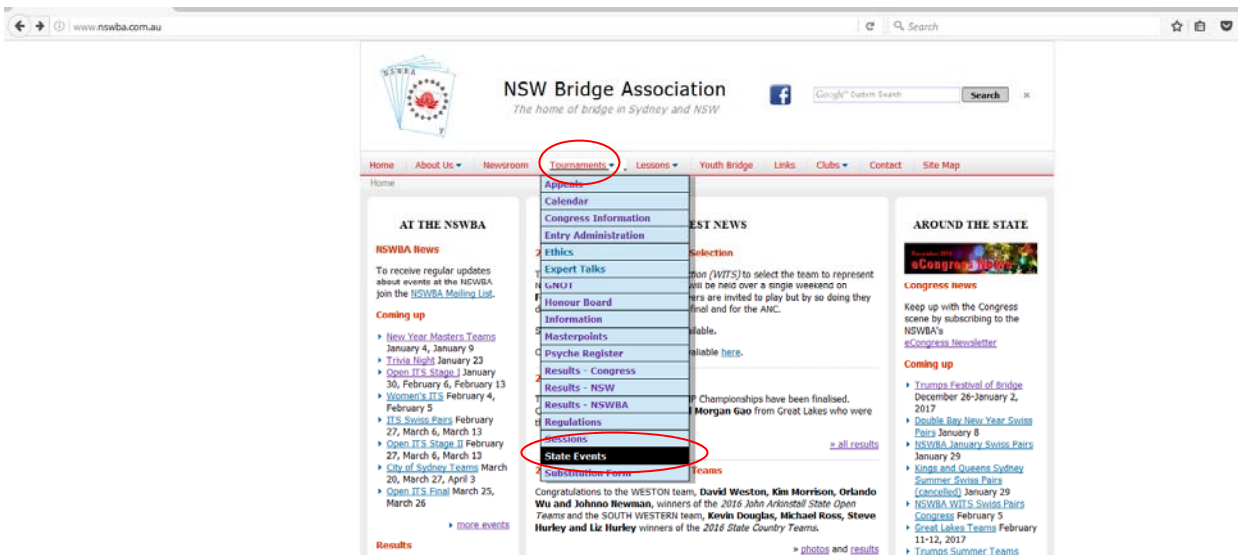 www.nswba.com.au
Search
NSWBA
NSW Bridge Association
The home of bridge in Sydney and NSW
f
Google™ Custom Search
Search
×
Home About Us Newsroom Tournaments Lessons Youth Bridge Links Clubs Contact Site Map
Home
AT THE NSWBA
NSWBA News
To receive regular updates
about events at the NSWBA
join the NSWBA Mailing List.
Coming up
New Year Masters Teams
January 4, January 9
Trivia Night January 23
Open ITS Stage I January
30, February 6, February 13
Women's ITS February 4,
February 5
ITS Swiss Pairs February
27, March 6, March 13
Open ITS Stage II February
27, March 6, March 13
City of Sydney Teams March
20, March 27, April 3
Open ITS Final March 25,
March 26
more events
Results
Appeals
Calendar
Congress Information
Entry Administration
Ethics
Expert Talks
GNOT
Honour Board
Information
Masterpoints
Psyche Register
Results - Congress
Results - NSW
Results - NSWBA
Regulations
Sessions
State Events
Substitution Form
EST NEWS
Selection
tion (WITS) to select the team to represent
will be held over a single weekend on
ers are invited to play but by so doing they
final and for the ANC.
ilable.
valiable here.
P Championships have been finalised.
Morgan Gao from Great Lakes who were
» all results
Teams
Congratulations to the WESTON team, David Weston, Kim Morrison, Orlando
Wu and Johnno Newman, winners of the 2016 John Arkinstall State Open
Teams and the SOUTH WESTERN team, Kevin Douglas, Michael Ross, Steve
Hurley and Liz Hurley winners of the 2016 State Country Teams.
» photos and results
AROUND THE STATE
eCongress News
Congress News
Keep up with the Congress
scene by subscribing to the
NSWBA's
eCongress Newsletter
Coming up
Trumps Festival of Bridge
December 26-January 2,
2017
Double Bay New Year Swiss
Pairs January 8
NSWBA January Swiss Pairs
January 29
Kings and Queens Sydney
Summer Swiss Pairs
(cancelled) January 29
NSWBA WITS Swiss Pairs
Congress February 5
Great Lakes Teams February
11-12, 2017
Trumps Summer Teams